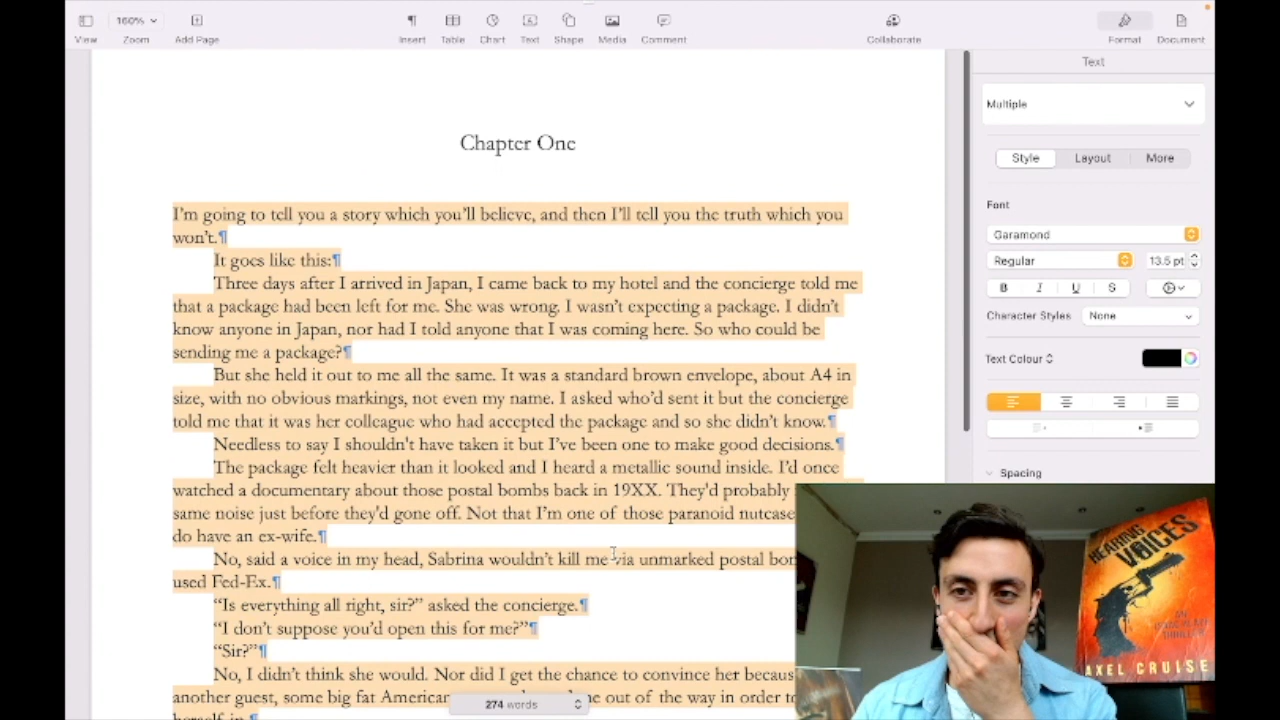 160%
View
Zoom
Add Page
Insert
Table
Chart
Text
Shape
Media
Comment
Collaborate
Format
Document
Text
Multiple
Style
Layout
More
Font
Garamond
Regular
13.5 pt
B I U S
Character Styles
None
Text Colour
Spacing
Chapter One
I’m going to tell you a story which you’ll believe, and then I’ll tell you the truth which you
won’t.¶
It goes like this:¶
Three days after I arrived in Japan, I came back to my hotel and the concierge told me
that a package had been left for me. She was wrong. I wasn’t expecting a package. I didn’t
know anyone in Japan, nor had I told anyone that I was coming here. So who could be
sending me a package?¶
But she held it out to me all the same. It was a standard brown envelope, about A4 in
size, with no obvious markings, not even my name. I asked who’d sent it but the concierge
told me that it was her colleague who had accepted the package and so she didn’t know.¶
Needless to say I shouldn't have taken it but I’ve been one to make good decisions.¶
The package felt heavier than it looked and I heard a metallic sound inside. I’d once
watched a documentary about those postal bombs back in 19XX. They'd probably
same noise just before they'd gone off. Not that I’m one of those paranoid nutcase
do have an ex-wife.¶
No, said a voice in my head, Sabrina wouldn’t kill me via unmarked postal
used Fed-Ex.¶
“Is everything all right, sir?” asked the concierge.¶
“I don’t suppose you’d open this for me?”¶
“Sir?”¶
No, I didn’t think she would. Nor did I get the chance to convince her
another guest, some big fat American out of the way in order
herself in.¶
274 words
HEARING
VOICES
AN
THRILLER
AXEL CRUISE